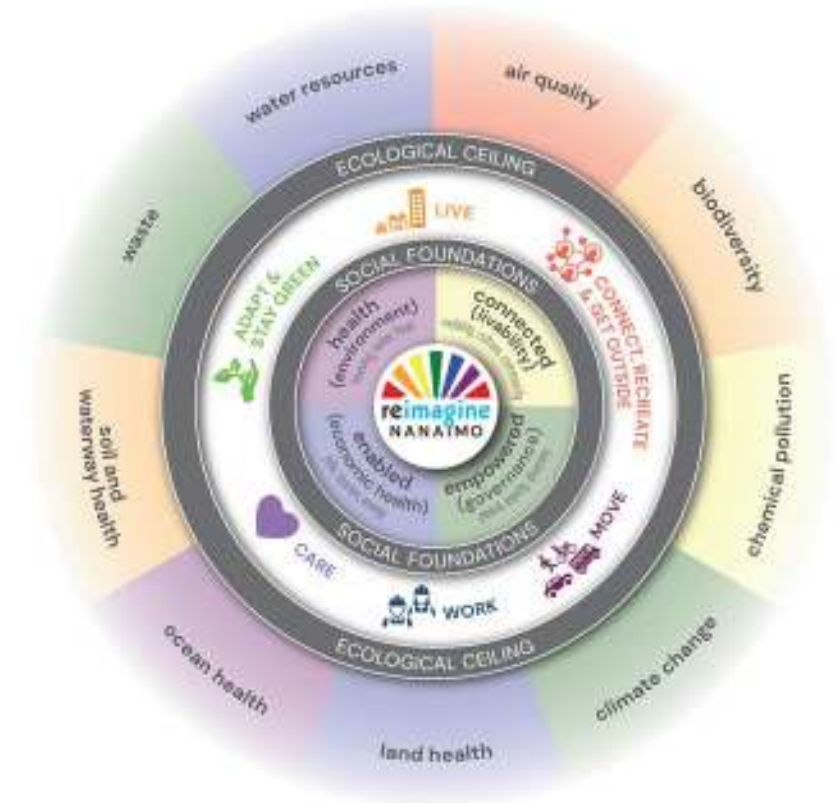 water resources
air quality
biodiversity
chemical pollution
climate change
land health
ocean health
soil and
waterway health
waste
ECOLOGICAL CEILING
LIVE
CONNECT, RECREATE
& GET OUTSIDE
MOVE
WORK
CARE
ADAPT &
STAY GREEN
ECOLOGICAL CEILING
SOCIAL FOUNDATIONS
health
(environment)
connected
(livability)
reimagine
NANAIMO
enabled
(economic health)
empowered
(governance)
SOCIAL FOUNDATIONS